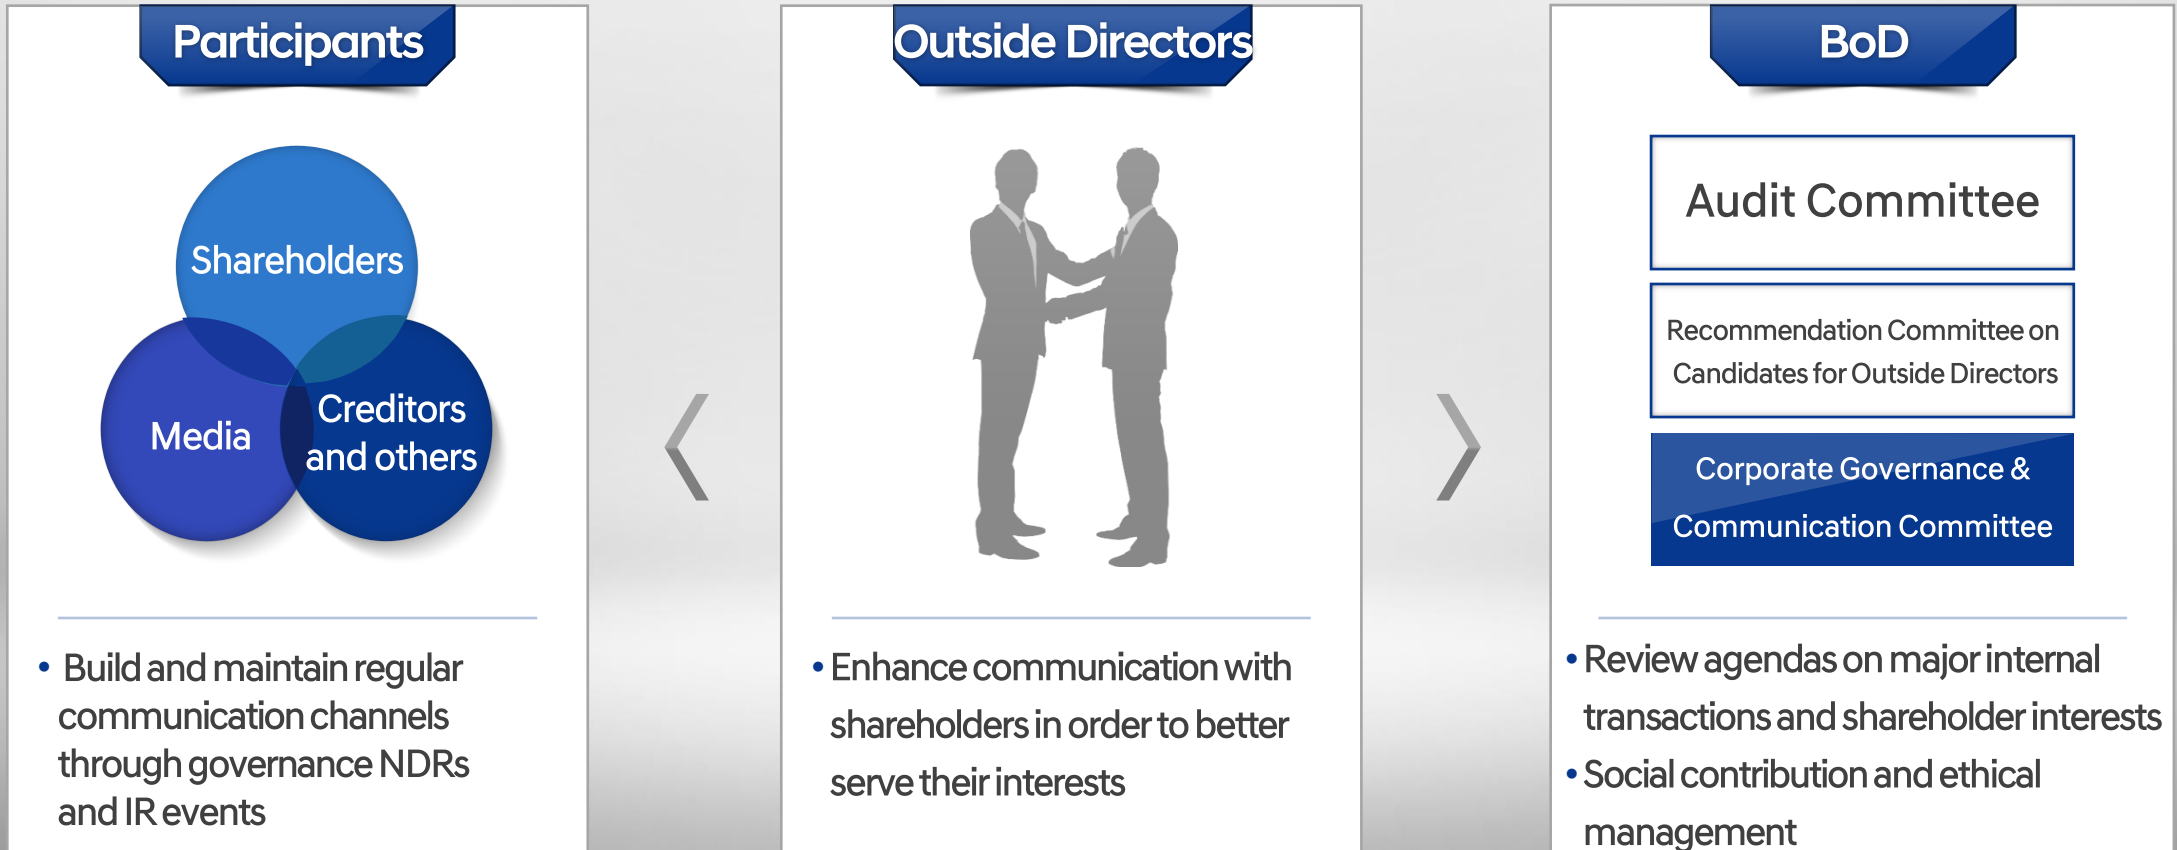 Participants
Shareholders
Media
Creditors
and others
• Build and maintain regular
communication channels
through governance NDRs
and IR events
Outside Directors
• Enhance communication with
shareholders in order to better
serve their interests
BoD
Audit Committee
Recommendation Committee on
Candidates for Outside Directors
Corporate Governance &
Communication Committee
• Review agendas on major internal
transactions and shareholder interests
• Social contribution and ethical
management